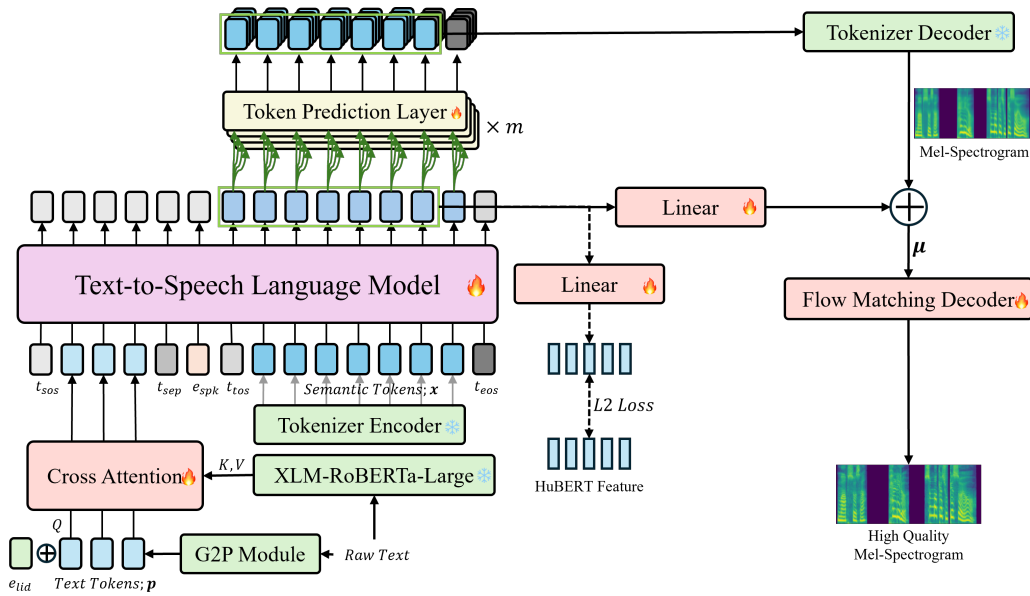 Tokenizer Decoder
Token Prediction Layer
× m
Mel-Spectrogram
Linear
μ
Text-to-Speech Language Model
Linear
Flow Matching Decoder
t_sos
t_sep
e_spk
t_tos
Semantic Tokens; x
t_eos
L2 Loss
Tokenizer Encoder
Cross Attention
K, V
XLM-RoBERTa-Large
HuBERT Feature
Q
G2P Module
Raw Text
High Quality
Mel-Spectrogram
e_lid
Text Tokens; p